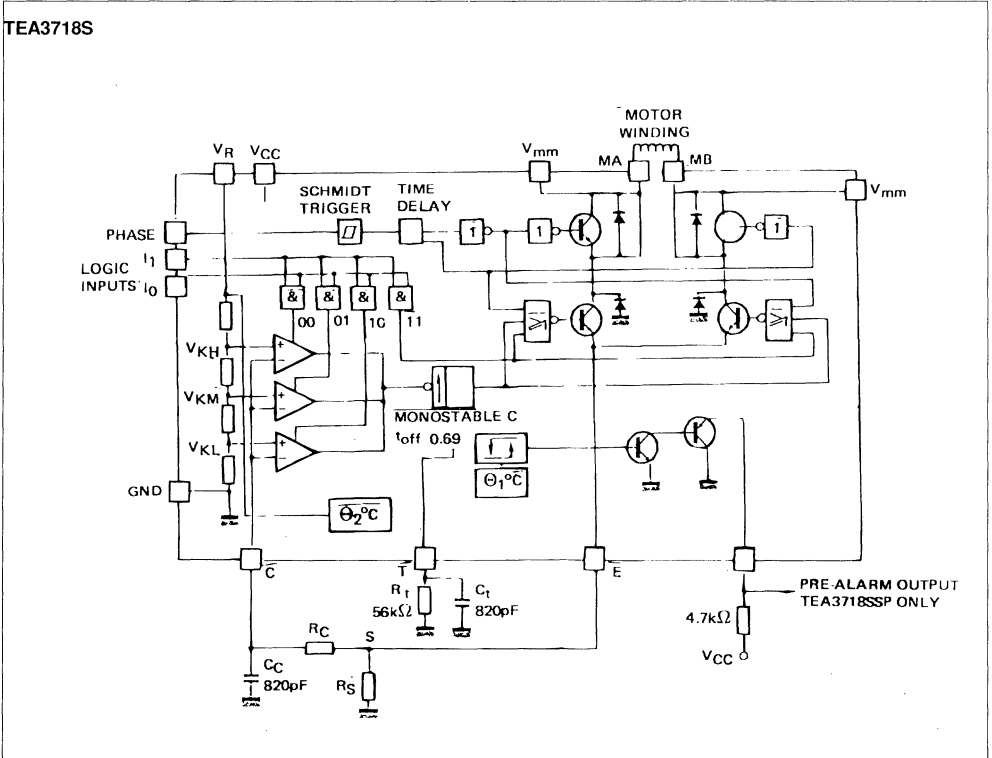 TEA3718S
MOTOR
WINDING
VR VCC Vmm MA MB
Vmm
SCHMIDT
TRIGGER
TIME
DELAY
PHASE
1 1 1
I1
LOGIC
INPUTS I0
& & & &
00 01 10 11
≥1 ≥1
VKH + −
VKM + −
VKL + −
MONOSTABLE C
toff 0.69
Θ1°C
GND
Θ2°C
C T E
Rt
56kΩ
Ct
820pF
PRE-ALARM OUTPUT
TEA3718SSP ONLY
4.7kΩ
VCC
RC S
CC
820pF
RS